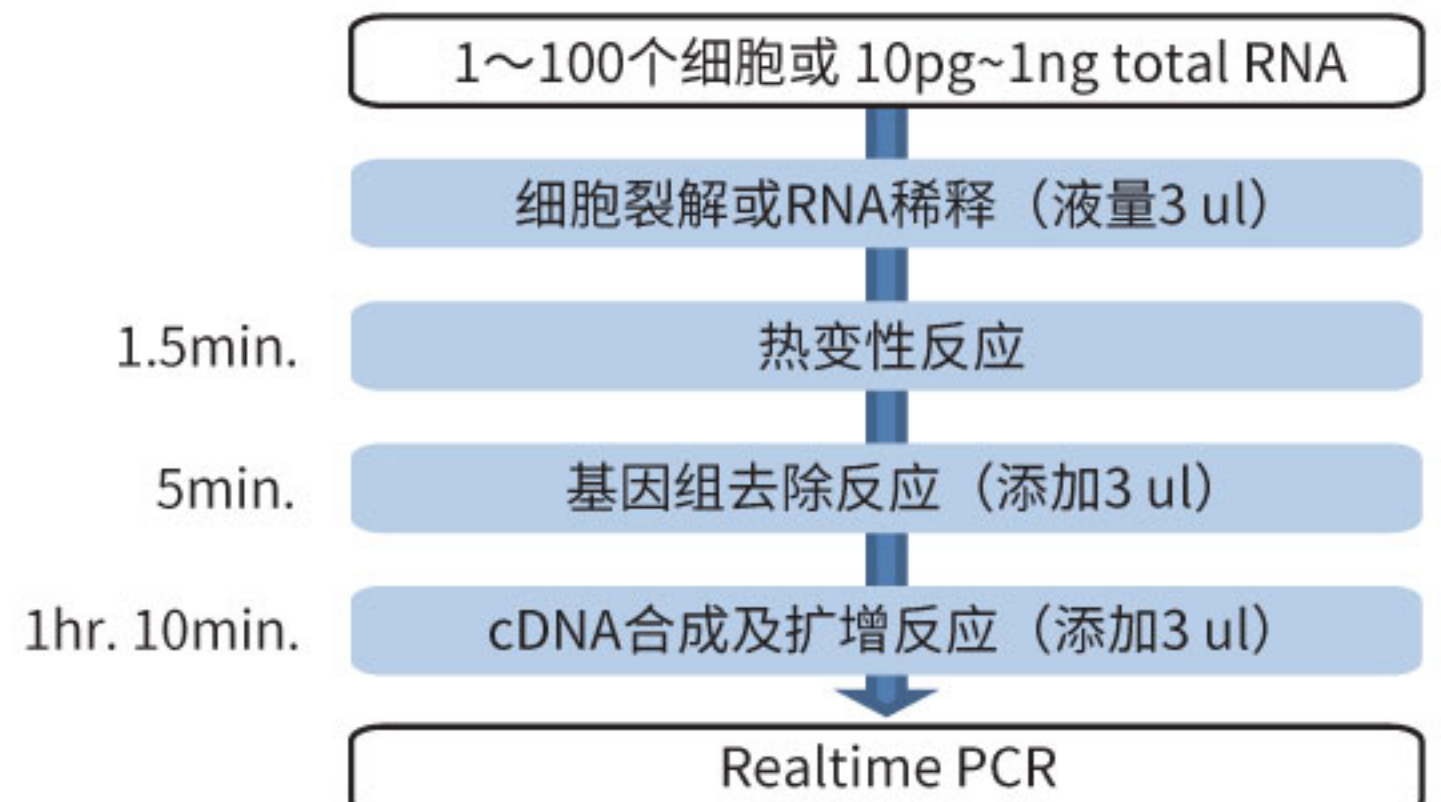 1～100个细胞或 10pg~1ng total RNA
细胞裂解或RNA稀释（液量3 ul）
1.5min. 热变性反应
5min. 基因组去除反应（添加3 ul）
1hr. 10min. cDNA合成及扩增反应（添加3 ul）
Realtime PCR